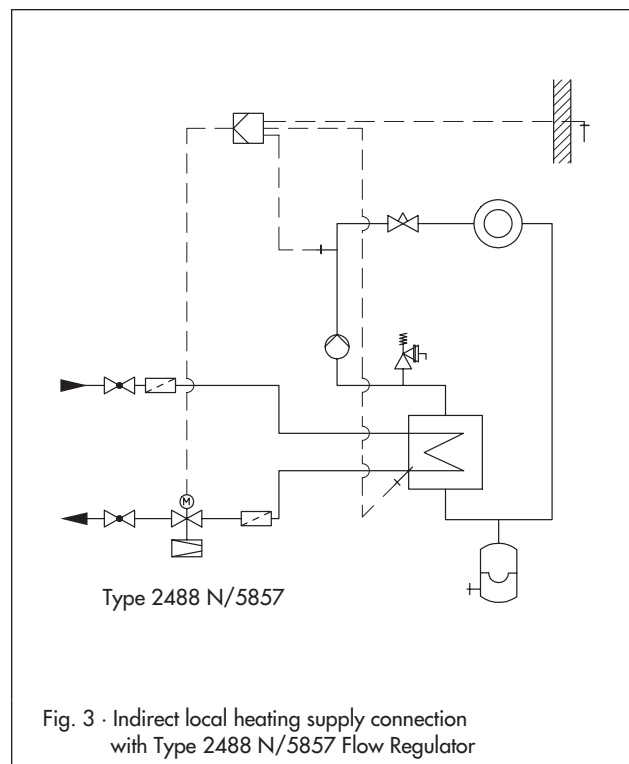 M
Type 2488 N/5857
Fig. 3 · Indirect local heating supply connection
with Type 2488 N/5857 Flow Regulator